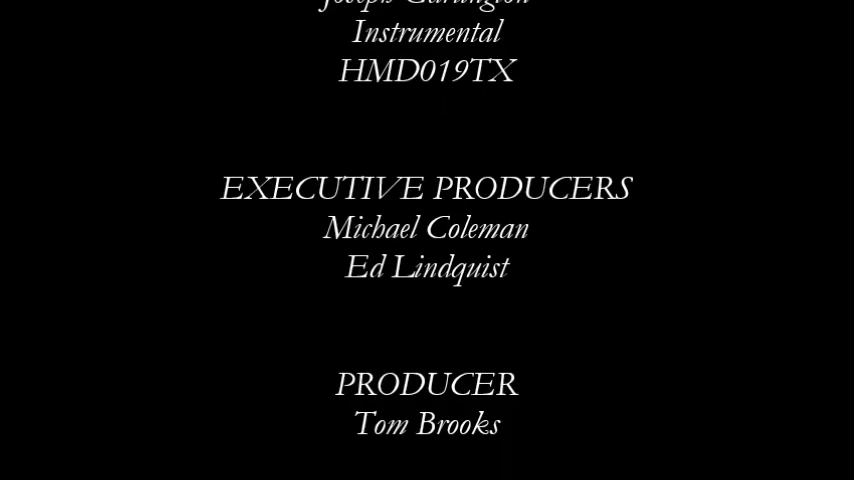 Instrumental
HMD019TX
EXECUTIVE PRODUCERS
Michael Coleman
Ed Lindquist
PRODUCER
Tom Brooks